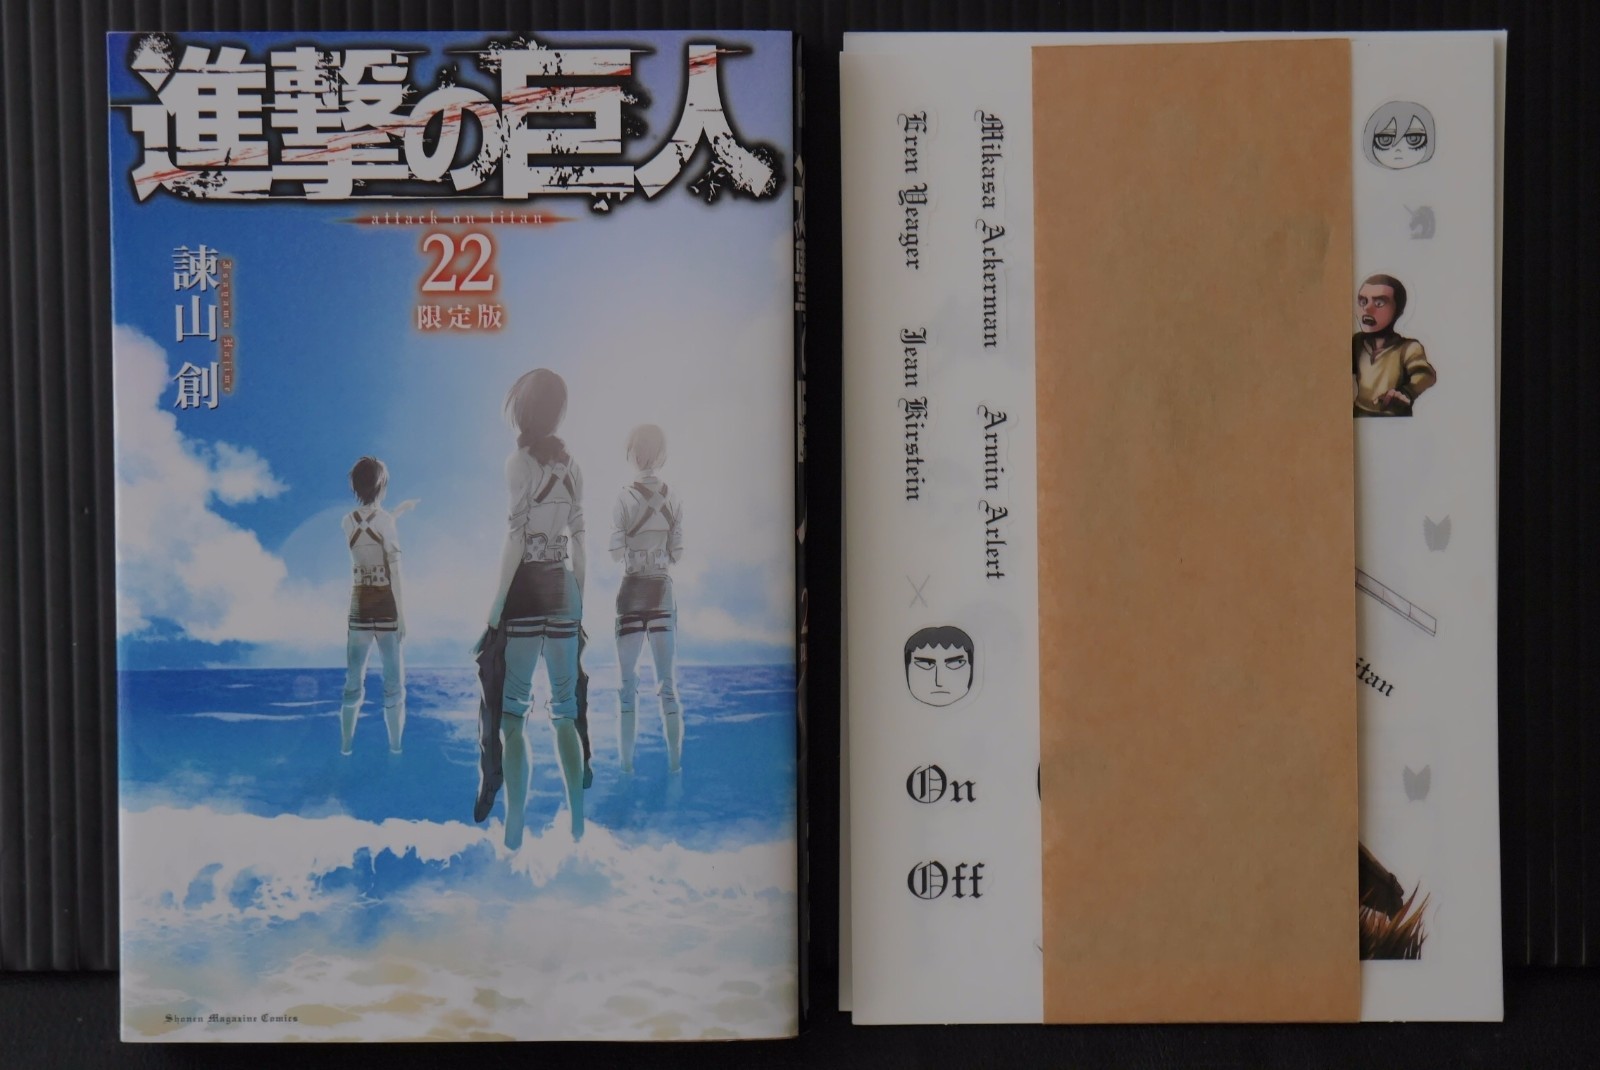 進撃の巨人
attack on titan
22
限定版
諫山 創
Isayama Hajime
Shonen Magazine Comics
Mikasa Ackerman
Armin Arlert
Eren Yeager
Jean Kirstein
On
Off
itan